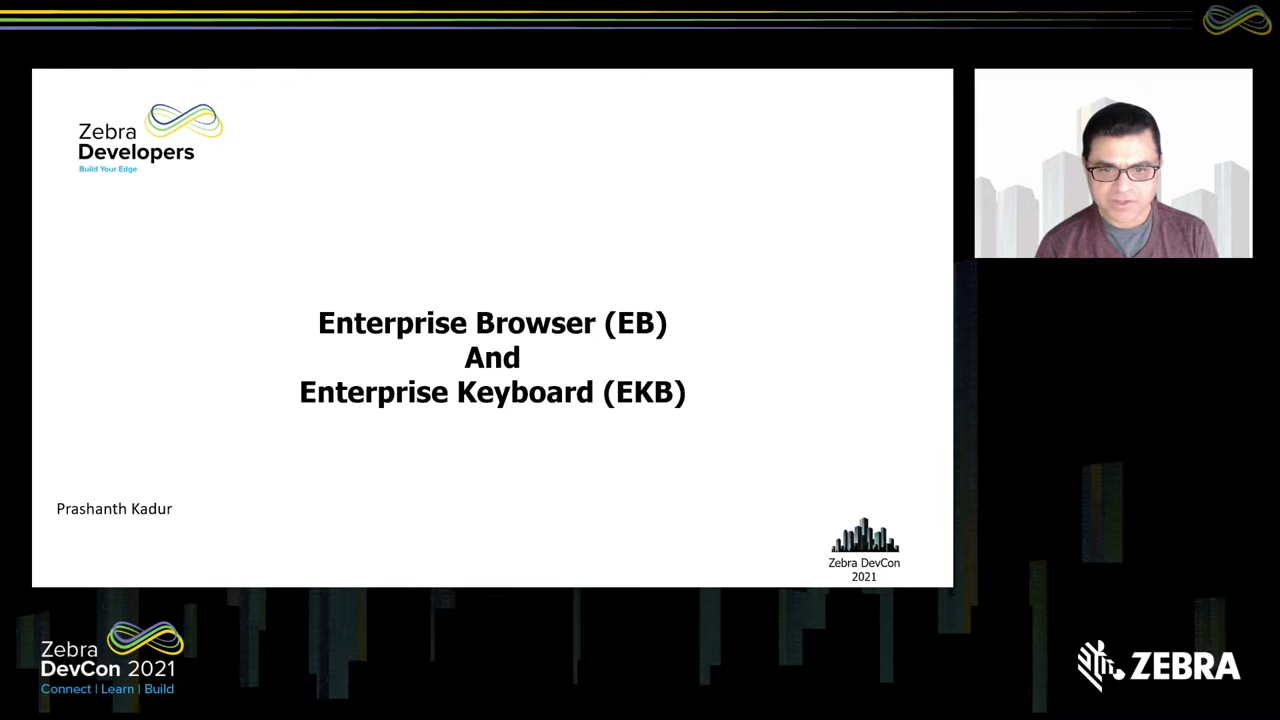 Zebra
Developers
Build Your Edge
Enterprise Browser (EB)
And
Enterprise Keyboard (EKB)
Prashanth Kadur
Zebra DevCon
2021
Zebra
DevCon 2021
Connect | Learn | Build
ZEBRA